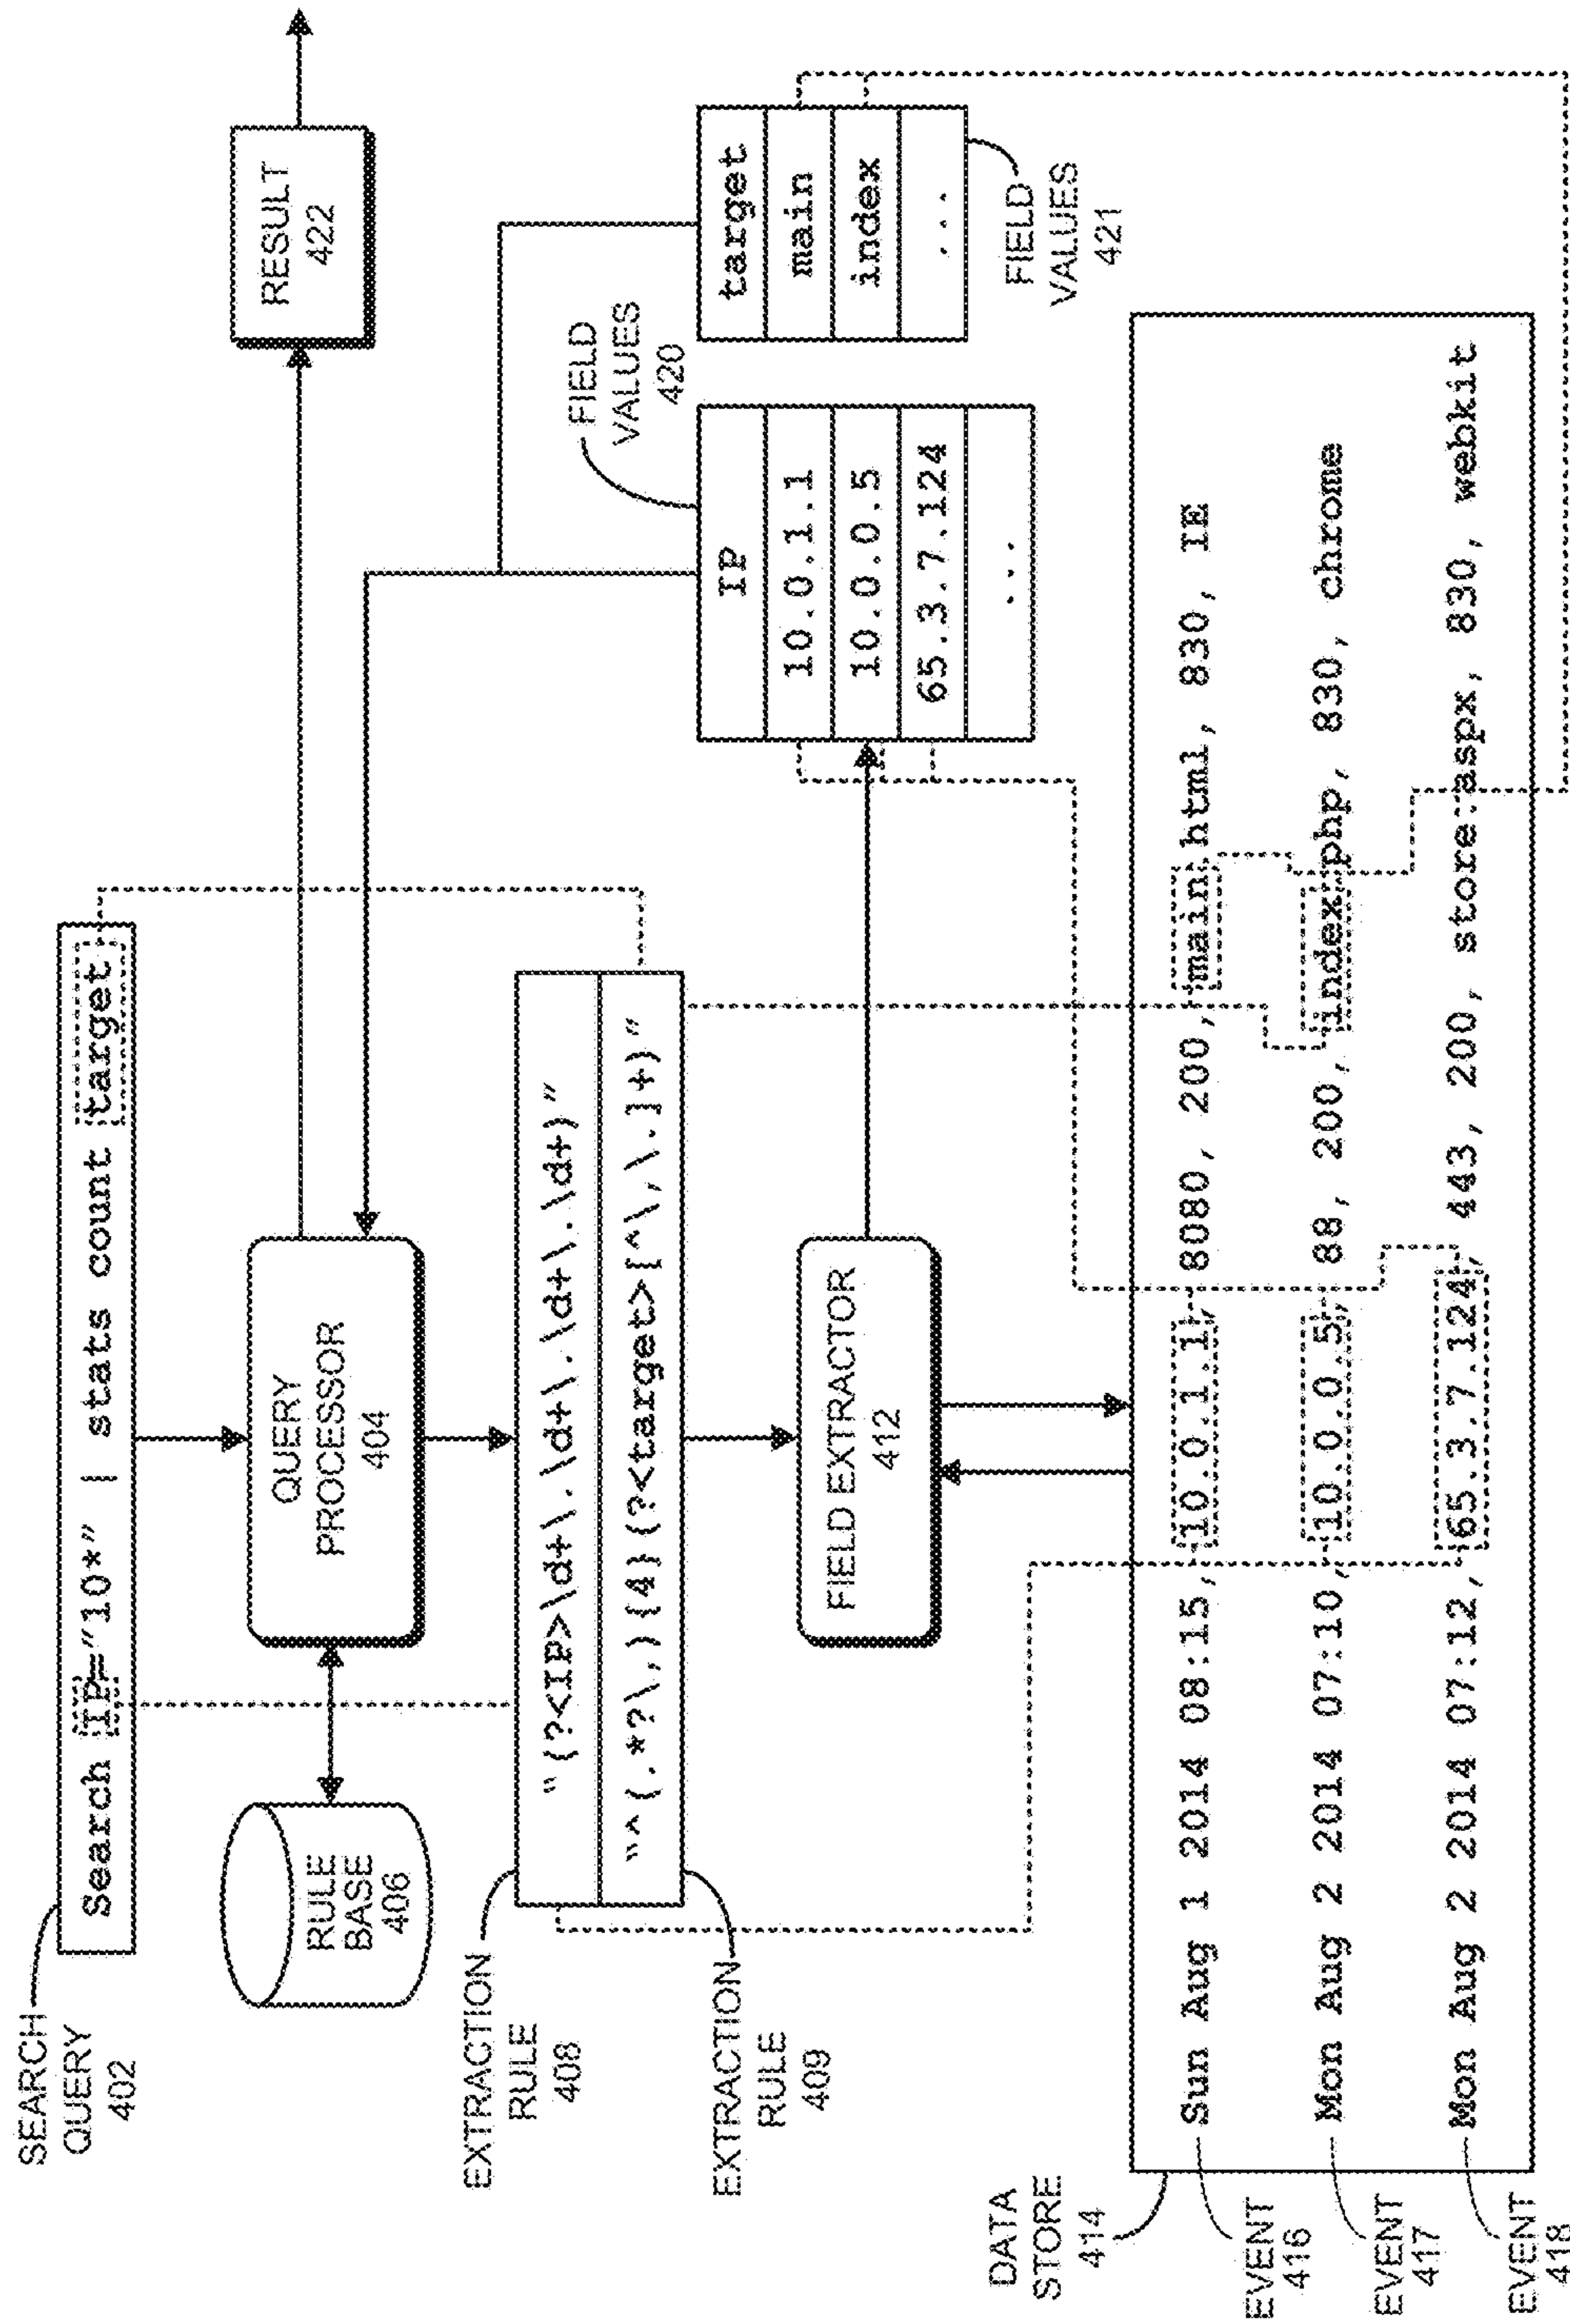 SEARCH
QUERY
402
Search IP="10*" | stats count target
RULE
BASE
406
QUERY
PROCESSOR
404
RESULT
422
EXTRACTION
RULE
408
"(?<IP>\d+\.\d+\.\d+\.\d+)"
"^(.*?\,){4}(?<target>[^\,\.]+)"
EXTRACTION
RULE
409
FIELD EXTRACTOR
412
FIELD
VALUES
420
IP
10.0.1.1
10.0.0.5
65.3.7.124
...
target
main
index
...
FIELD
VALUES
421
DATA
STORE
414
Sun Aug 1 2014 08:15, 10.0.1.1, 8080, 200, main.html, 830, IE
Mon Aug 2 2014 07:10, 10.0.0.5, 88, 200, index.php, 830, chrome
Mon Aug 2 2014 07:12, 65.3.7.124, 443, 200, store.aspx, 830, webkit
EVENT
416
EVENT
417
EVENT
418